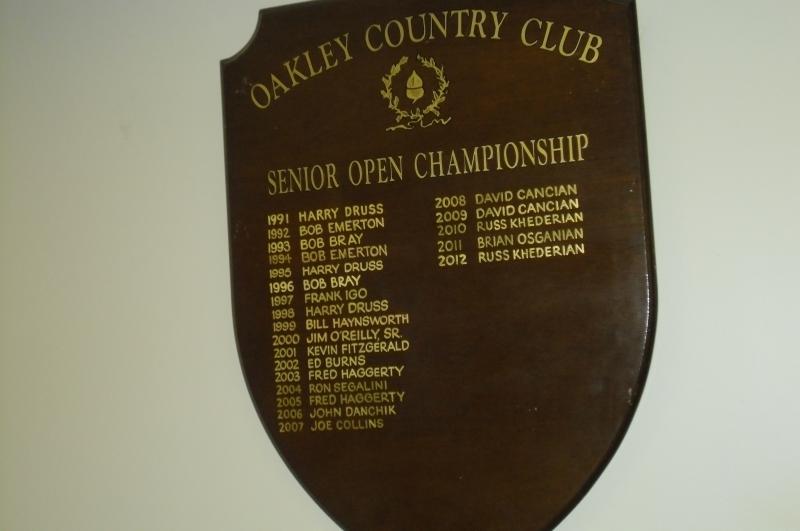 OAKLEY COUNTRY CLUB
SENIOR OPEN CHAMPIONSHIP
1991 HARRY DRUSS
1992 BOB EMERTON
1993 BOB BRAY
1994 BOB EMERTON
1995 HARRY DRUSS
1996 BOB BRAY
1997 FRANK IGO
1998 HARRY DRUSS
1999 BILL HAYNSWORTH
2000 JIM O'REILLY, SR.
2001 KEVIN FITZGERALD
2002 ED BURNS
2003 FRED HAGGERTY
2004 RON SEGALINI
2005 FRED HAGGERTY
2006 JOHN DANCHIK
2007 JOE COLLINS
2008 DAVID CANCIAN
2009 DAVID CANCIAN
2010 RUSS KHEDERIAN
2011 BRIAN OSGANIAN
2012 RUSS KHEDERIAN